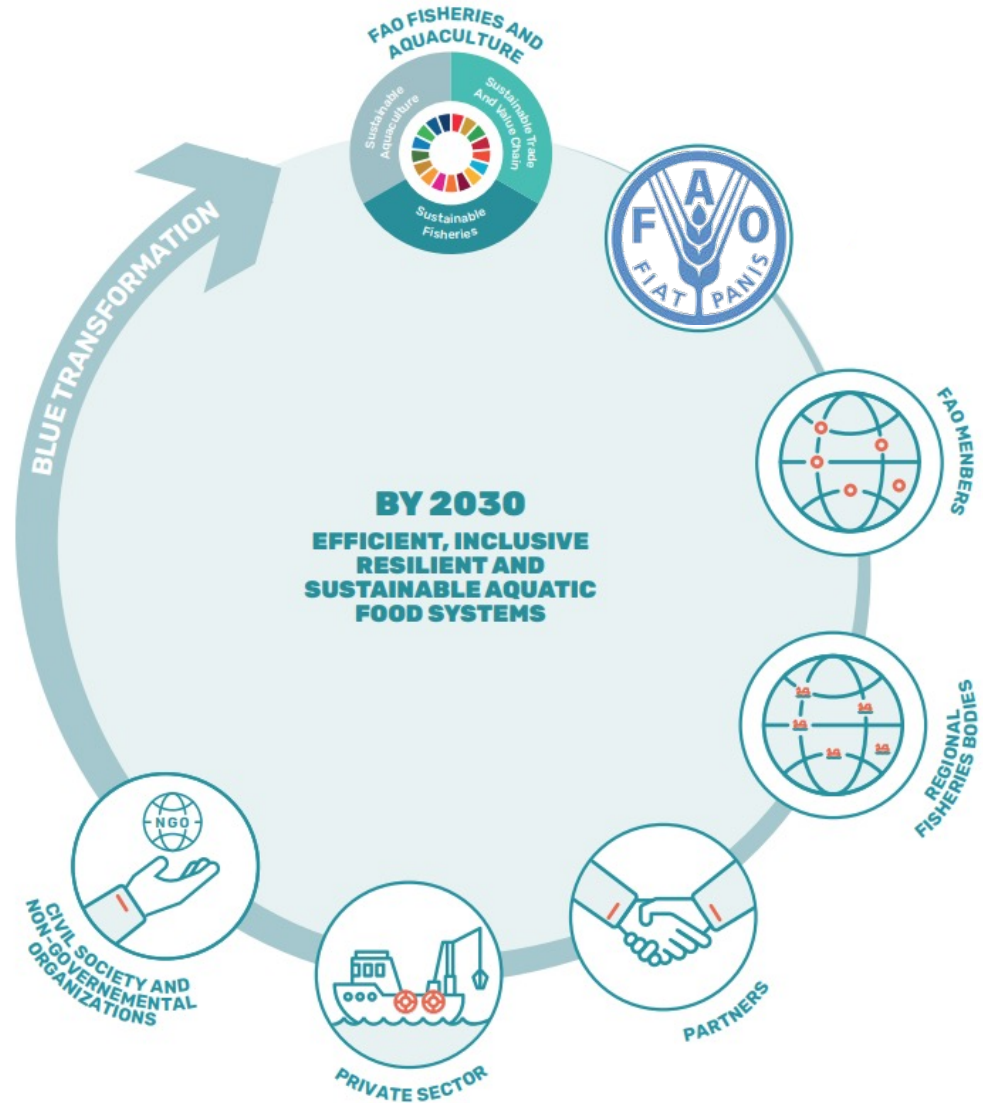 FAO FISHERIES AND
AQUACULTURE
Sustainable
Aquaculture
Sustainable Trade
And Value Chain
Sustainable
Fisheries
F A O
FIAT PANIS
BLUE TRANSFORMATION
FAO MENBERS
BY 2030
EFFICIENT, INCLUSIVE
RESILIENT AND
SUSTAINABLE AQUATIC
FOOD SYSTEMS
REGIONAL
FISHERIES BODIES
NGO
CIVIL SOCIETY AND
NON-GOVERNEMENTAL
ORGANIZATIONS
PARTNERS
PRIVATE SECTOR